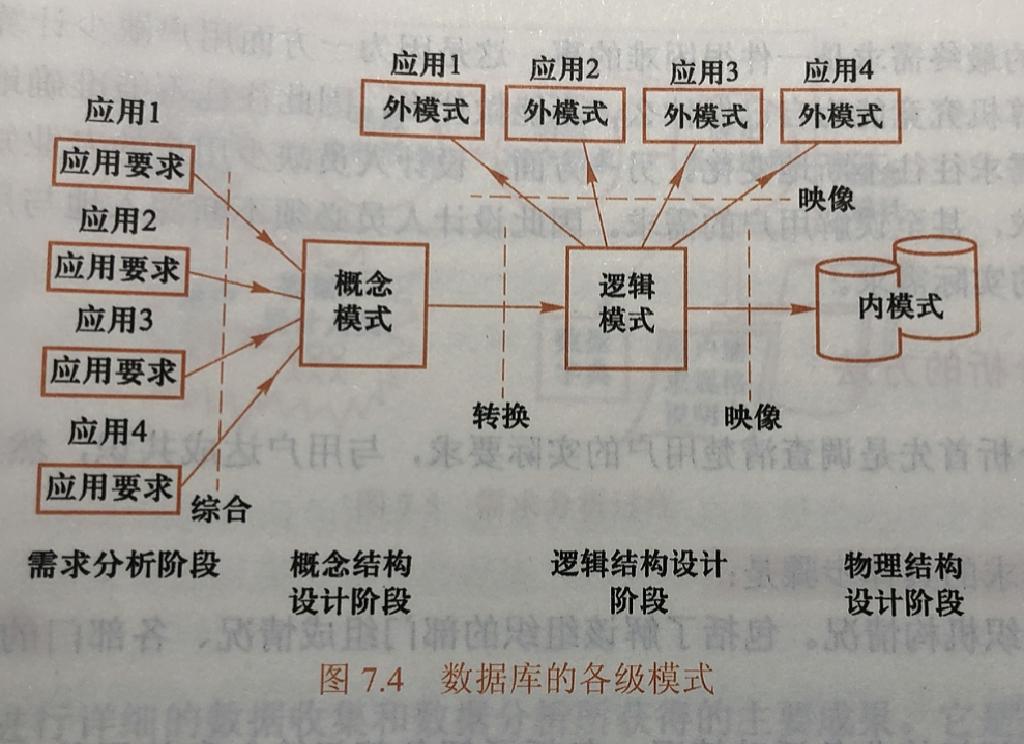 应用1
应用要求
应用2
应用要求
应用3
应用要求
应用4
应用要求
综合
概念
模式
转换
应用1 应用2 应用3 应用4
外模式 外模式 外模式 外模式
映像
逻辑
模式
映像
内模式
需求分析阶段
概念结构
设计阶段
逻辑结构设计
阶段
物理结构
设计阶段
图 7.4 数据库的各级模式